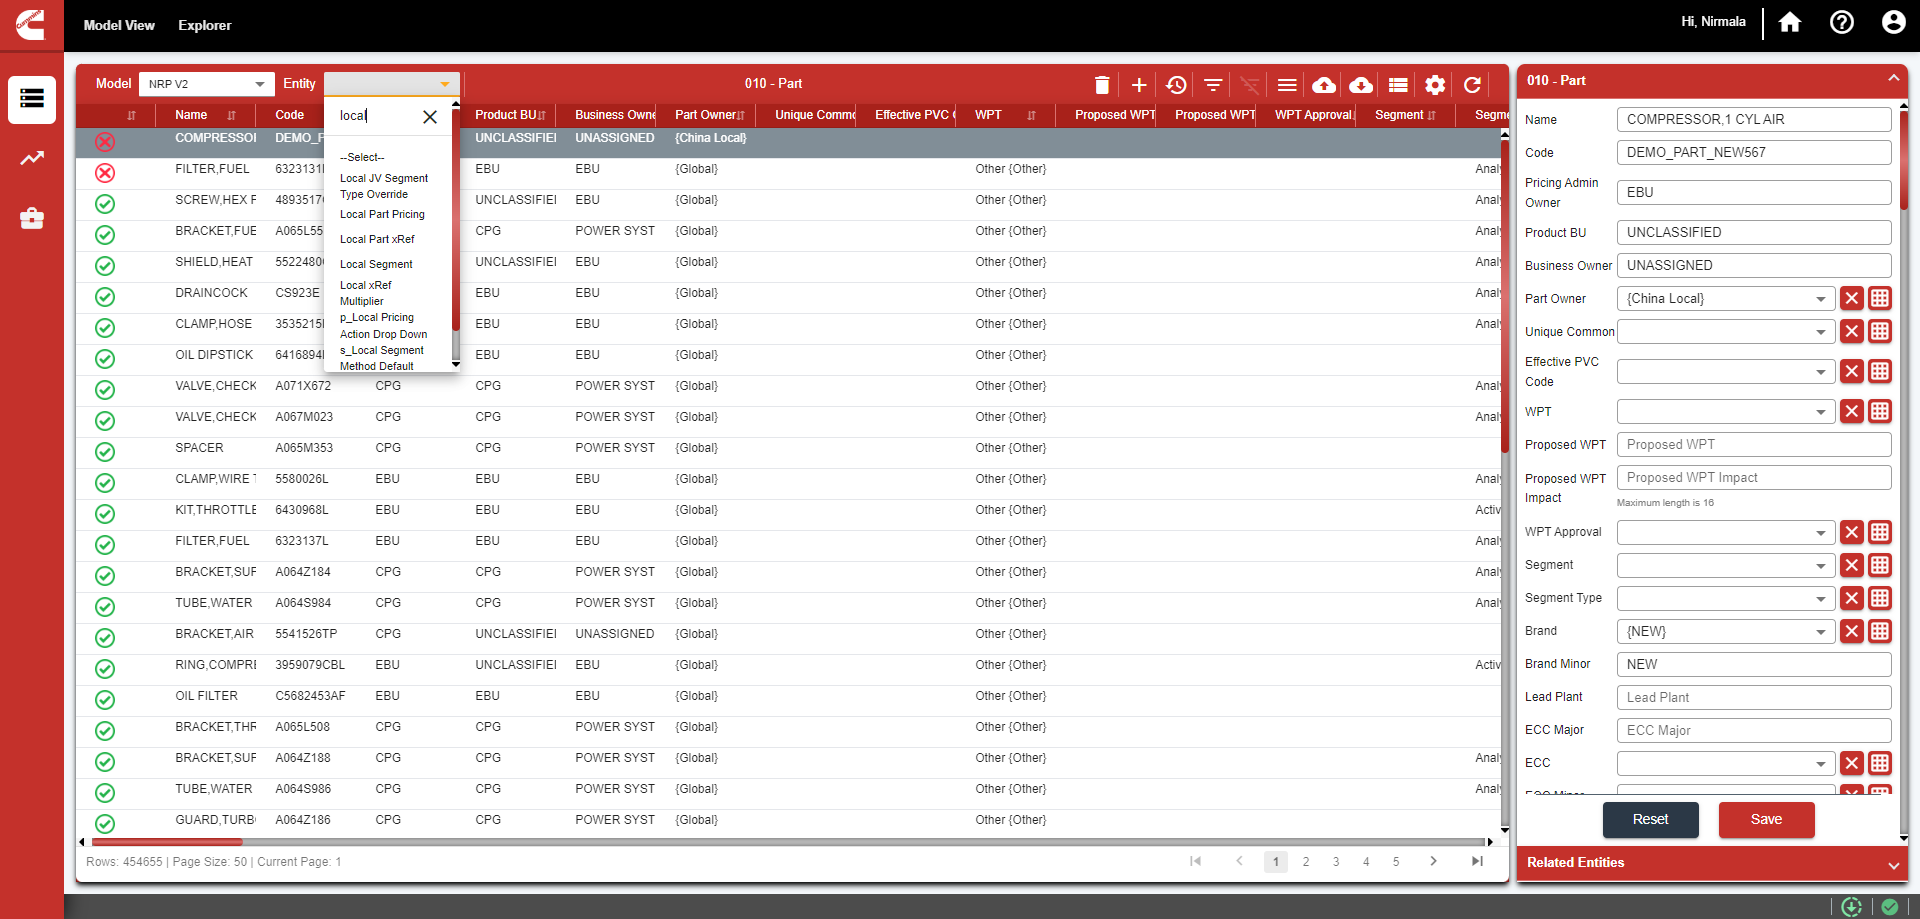 Cummins
Model View
Explorer
Hi, Nirmala
Model
NRP V2
Entity
010 - Part
Name
Code
Product BU
Business Owne
Part Owner
Unique Commo
Effective PVC C
WPT
Proposed WPT
Proposed WPT
WPT Approval
Segment
Segme
local
--Select--
Local JV Segment
Type Override
Local Part Pricing
Local Part xRef
Local Segment
Local xRef
Multiplier
p_Local Pricing
Action Drop Down
s_Local Segment
Method Default
COMPRESSOI DEMO_P UNCLASSIFIEI UNASSIGNED {China Local}
FILTER,FUEL 6323131 EBU EBU {Global} Other {Other} Analy
SCREW,HEX F 4893517 UNCLASSIFIEI EBU {Global} Other {Other} Analy
BRACKET,FUE A065L55 CPG POWER SYST {Global} Other {Other} Analy
SHIELD,HEAT 5522480 UNCLASSIFIEI EBU {Global} Other {Other} Analy
DRAINCOCK CS923E EBU EBU {Global} Other {Other} Analy
CLAMP,HOSE 3535215 EBU EBU {Global} Other {Other} Analy
OIL DIPSTICK 6416894 EBU EBU {Global} Other {Other}
VALVE,CHECK A071X672 CPG CPG POWER SYST {Global} Other {Other} Analy
VALVE,CHECK A067M023 CPG CPG POWER SYST {Global} Other {Other} Analy
SPACER A065M353 CPG CPG POWER SYST {Global} Other {Other}
CLAMP,WIRE T 5580026L EBU EBU EBU {Global} Other {Other} Analy
KIT,THROTTLE 6430968L EBU EBU EBU {Global} Other {Other} Activ
FILTER,FUEL 6323137L EBU EBU EBU {Global} Other {Other} Analy
BRACKET,SUF A064Z184 CPG CPG POWER SYST {Global} Other {Other} Analy
TUBE,WATER A064S984 CPG CPG POWER SYST {Global} Other {Other} Analy
BRACKET,AIR 5541526TP CPG UNCLASSIFIEI UNASSIGNED {Global} Other {Other}
RING,COMPRE 3959079CBL EBU UNCLASSIFIEI EBU {Global} Other {Other} Activ
OIL FILTER C5682453AF EBU EBU EBU {Global} Other {Other}
BRACKET,THR A065L508 CPG CPG POWER SYST {Global} Other {Other}
BRACKET,SUF A064Z188 CPG CPG POWER SYST {Global} Other {Other} Analy
TUBE,WATER A064S986 CPG CPG POWER SYST {Global} Other {Other} Analy
GUARD,TURB A064Z186 CPG CPG POWER SYST {Global} Other {Other}
Rows: 454655 | Page Size: 50 | Current Page: 1
1 2 3 4 5
010 - Part
Name COMPRESSOR,1 CYL AIR
Code DEMO_PART_NEW567
Pricing Admin
Owner
EBU
Product BU UNCLASSIFIED
Business Owner UNASSIGNED
Part Owner {China Local}
Unique Common
Effective PVC
Code
WPT
Proposed WPT Proposed WPT
Proposed WPT
Impact
Proposed WPT Impact
Maximum length is 16
WPT Approval
Segment
Segment Type
Brand {NEW}
Brand Minor NEW
Lead Plant Lead Plant
ECC Major ECC Major
ECC
ECC Minor
Reset
Save
Related Entities